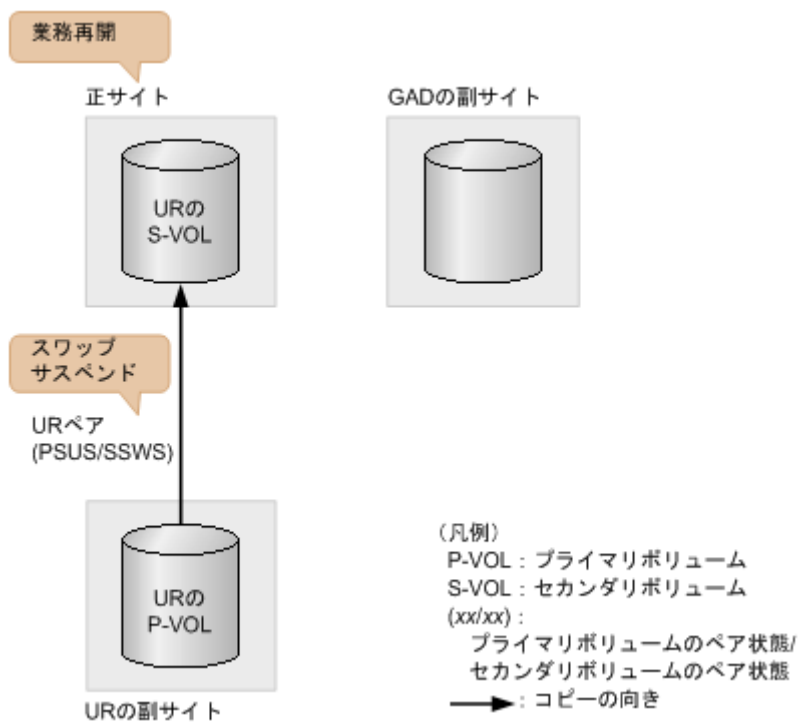 業務再開
正サイト
GADの副サイト
URの
S-VOL
スワップ
サスペンド
URペア
(PSUS/SSWS)
URの
P-VOL
URの副サイト
（凡例）
P-VOL：プライマリボリューム
S-VOL：セカンダリボリューム
(xx/xx)：
プライマリボリュームのペア状態/
セカンダリボリュームのペア状態
：コピーの向き